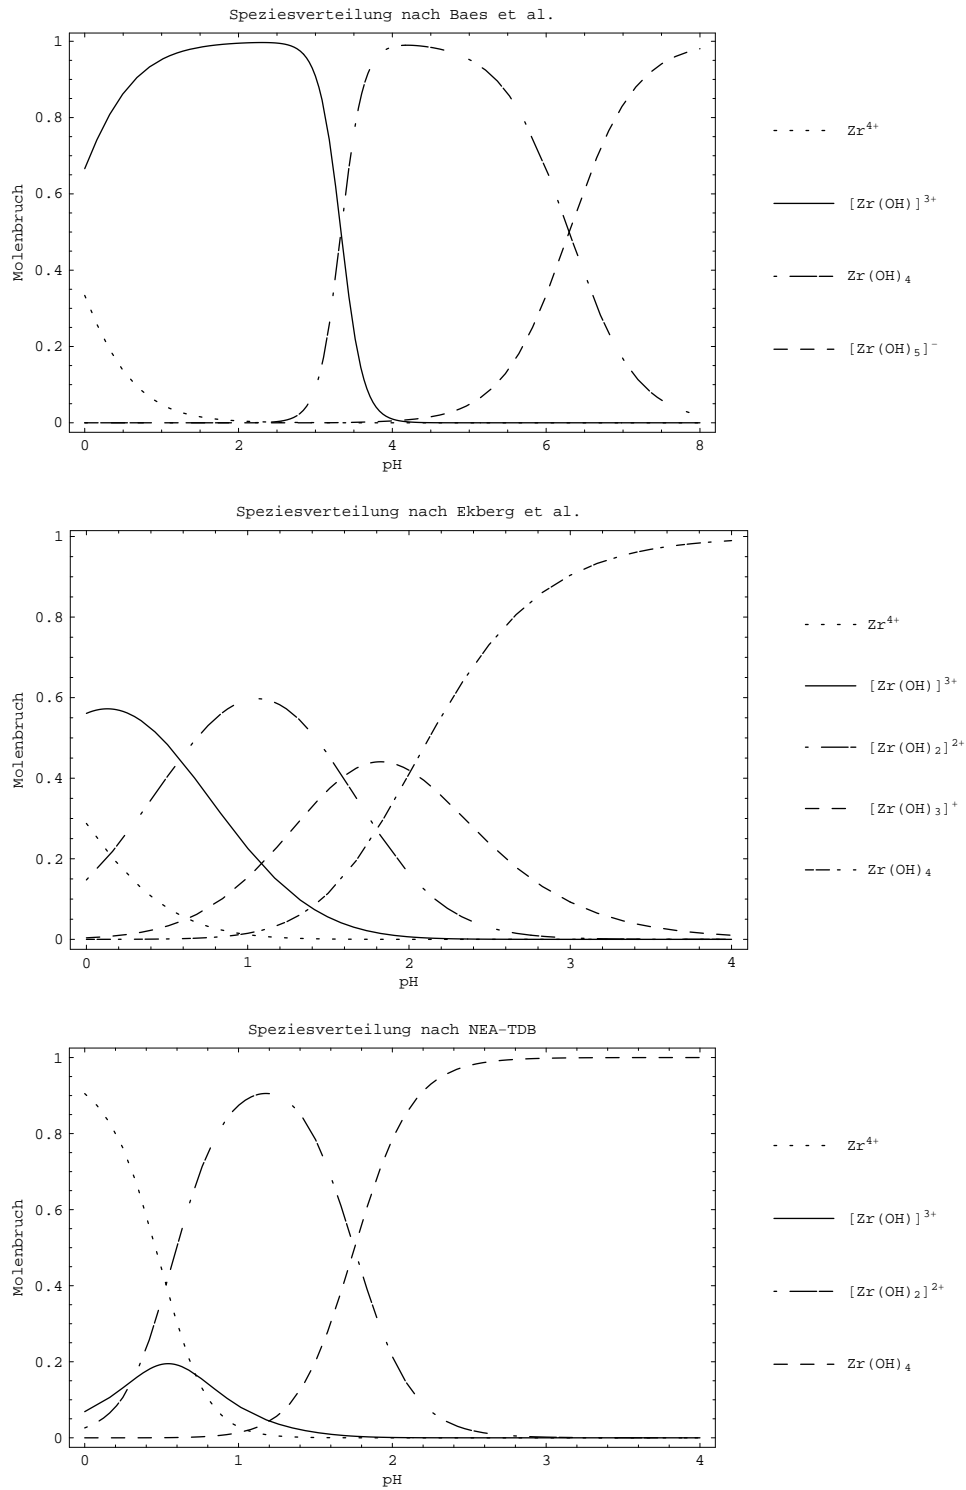 Speziesverteilung nach Baes et al.
Molenbruch
1
0.8
0.6
0.4
0.2
0
0 2 4 6 8
pH
Zr⁴⁺
[Zr(OH)]³⁺
Zr(OH)₄
[Zr(OH)₅]⁻
Speziesverteilung nach Ekberg et al.
Molenbruch
1
0.8
0.6
0.4
0.2
0
0 1 2 3 4
pH
Zr⁴⁺
[Zr(OH)]³⁺
[Zr(OH)₂]²⁺
[Zr(OH)₃]⁺
Zr(OH)₄
Speziesverteilung nach NEA-TDB
Molenbruch
1
0.8
0.6
0.4
0.2
0
0 1 2 3 4
pH
Zr⁴⁺
[Zr(OH)]³⁺
[Zr(OH)₂]²⁺
Zr(OH)₄